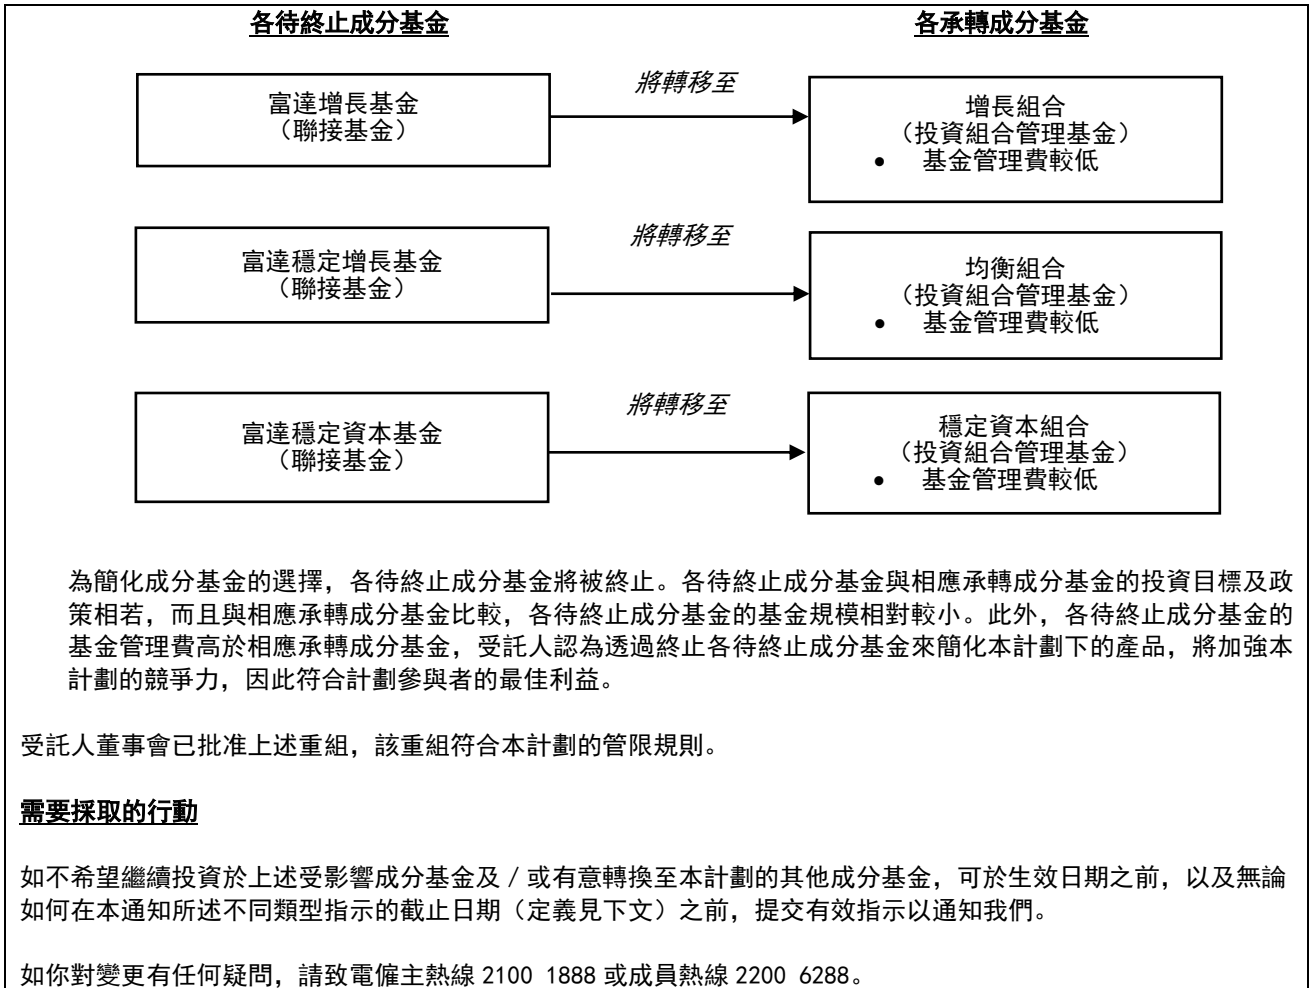 各待終止成分基金
各承轉成分基金
富達增長基金
（聯接基金）
將轉移至
增長組合
（投資組合管理基金）
• 基金管理費較低
富達穩定增長基金
（聯接基金）
將轉移至
均衡組合
（投資組合管理基金）
• 基金管理費較低
富達穩定資本基金
（聯接基金）
將轉移至
穩定資本組合
（投資組合管理基金）
• 基金管理費較低
為簡化成分基金的選擇，各待終止成分基金將被終止。各待終止成分基金與相應承轉成分基金的投資目標及政
策相若，而且與相應承轉成分基金比較，各待終止成分基金的基金規模相對較小。此外，各待終止成分基金的
基金管理費高於相應承轉成分基金，受託人認為透過終止各待終止成分基金來簡化本計劃下的產品，將加強本
計劃的競爭力，因此符合計劃參與者的最佳利益。
受託人董事會已批准上述重組，該重組符合本計劃的管限規則。
需要採取的行動
如不希望繼續投資於上述受影響成分基金及 / 或有意轉換至本計劃的其他成分基金，可於生效日期之前，以及無論
如何在本通知所述不同類型指示的截止日期（定義見下文）之前，提交有效指示以通知我們。
如你對變更有任何疑問，請致電僱主熱線 2100 1888 或成員熱線 2200 6288。